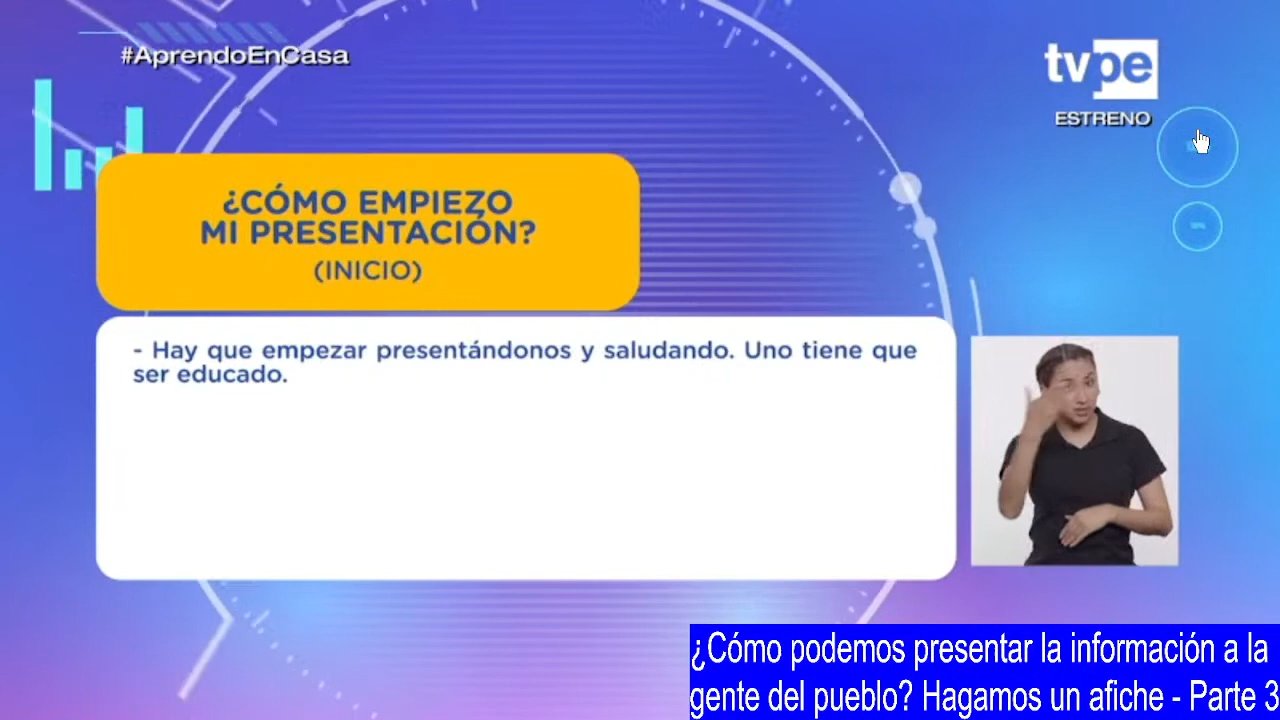 #AprendoEnCasa
tvpe
ESTRENO
¿CÓMO EMPIEZO
MI PRESENTACIÓN?
(INICIO)
- Hay que empezar presentándonos y saludando. Uno tiene que
ser educado.
¿Cómo podemos presentar la información a la
gente del pueblo? Hagamos un afiche - Parte 3